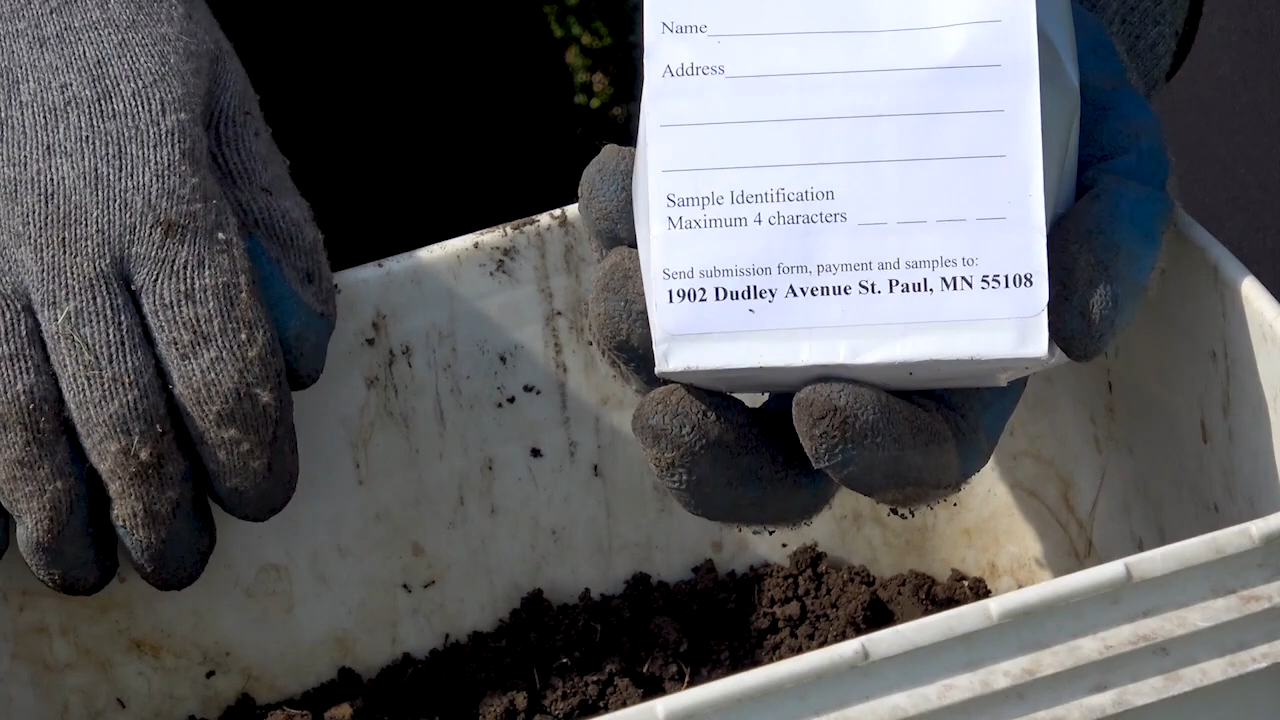 Name
Address
Sample Identification
Maximum 4 characters
Send submission form, payment and samples to:
1902 Dudley Avenue St. Paul, MN 55108